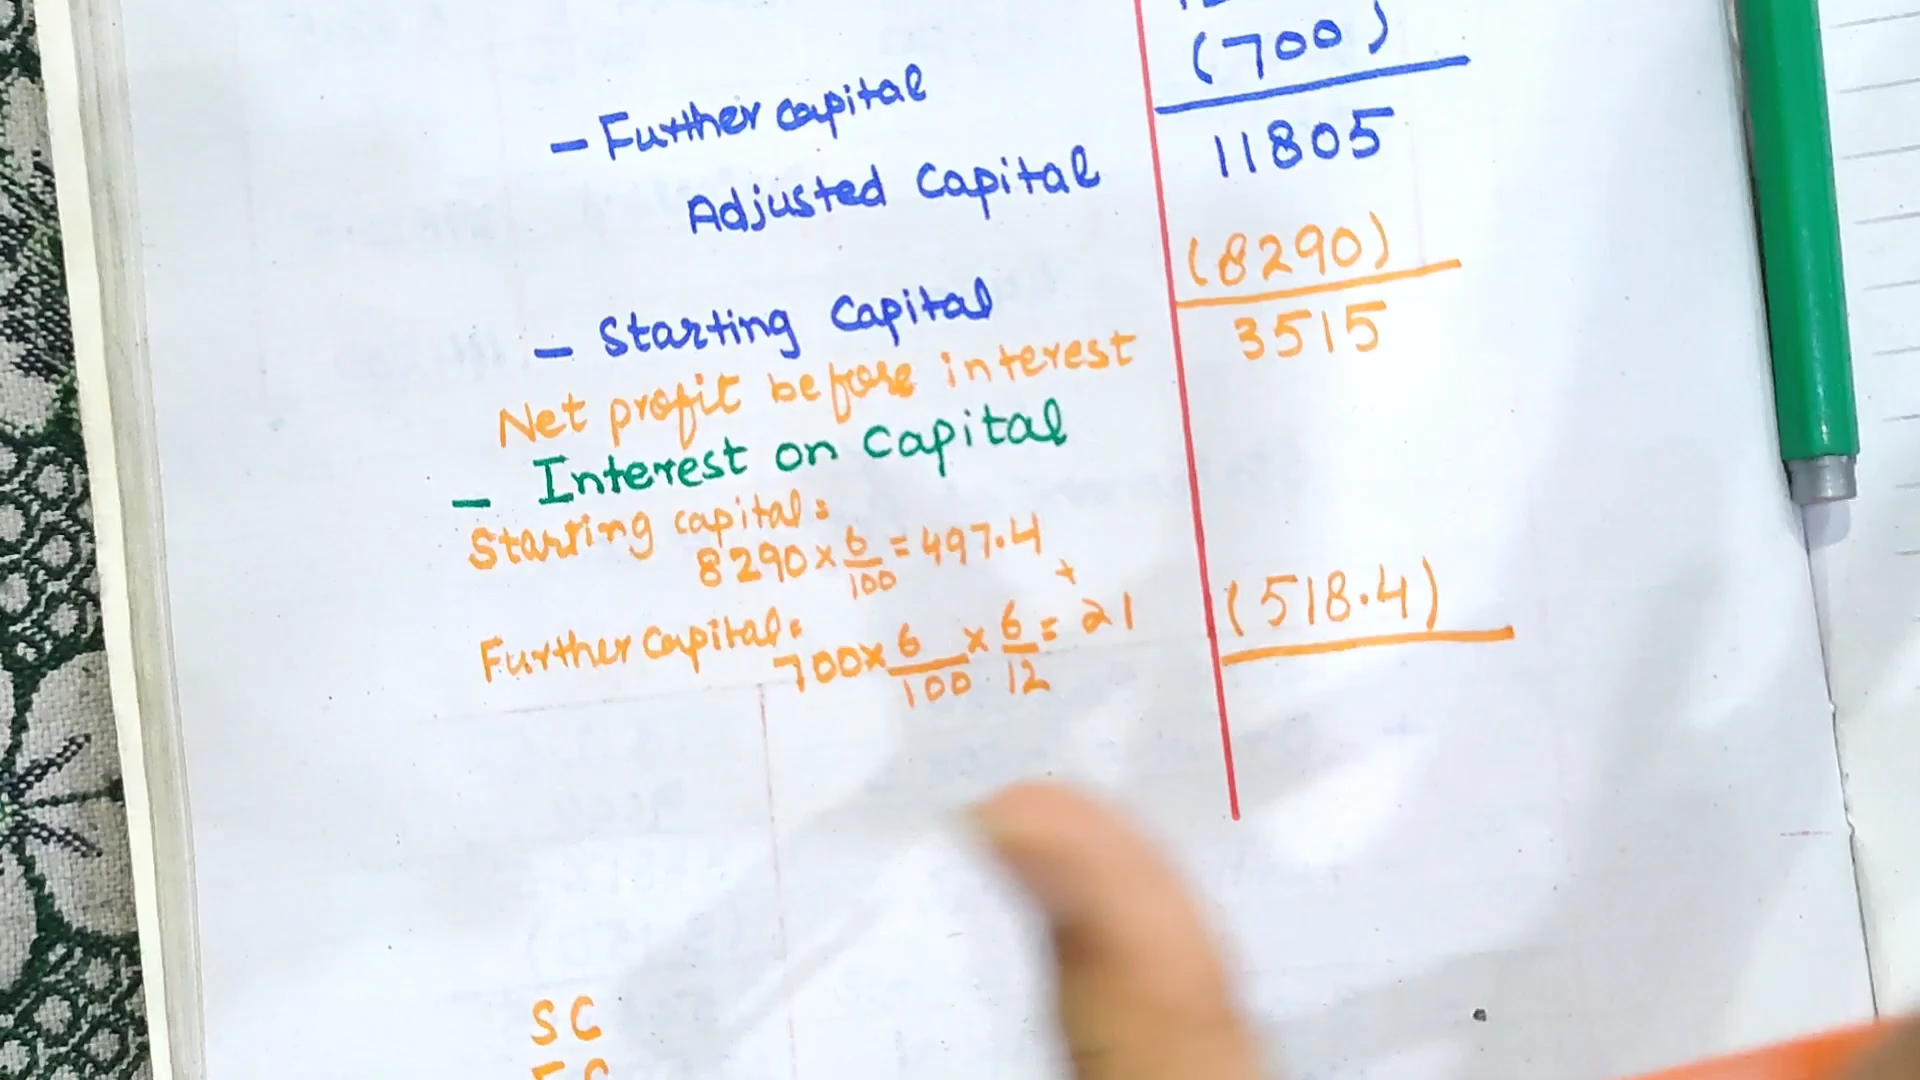 (700)
– Further capital
11805
Adjusted Capital
(8290)
– Starting Capital
3515
Net profit before interest
– Interest on Capital
Starting capital:
8290 × 6/100 = 497.4
+
(518.4)
Further capital:
700 × 6/100 × 6/12 = 21
SC